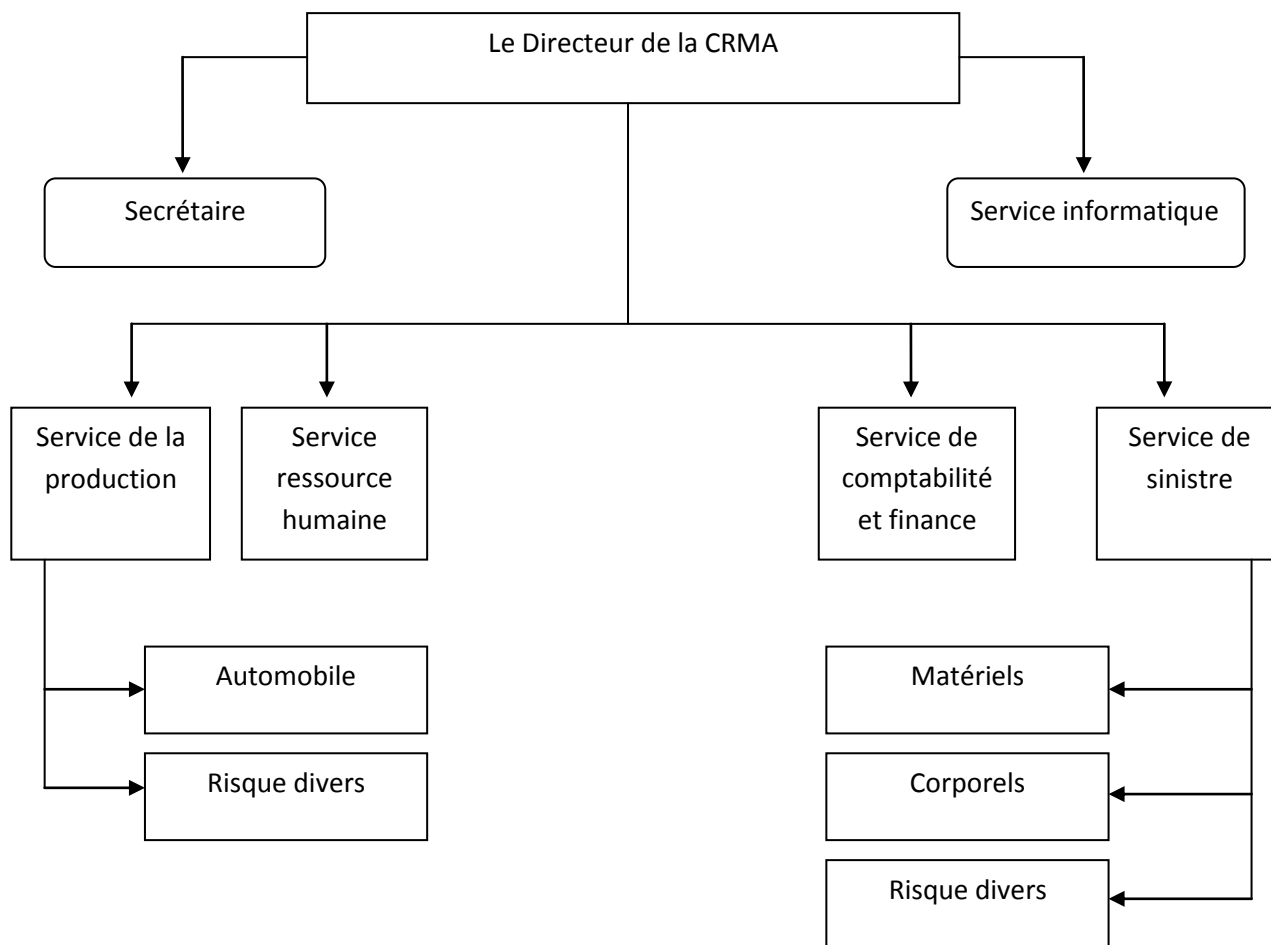 Le Directeur de la CRMA
Secrétaire
Service informatique
Service de la
production
Service
ressource
humaine
Service de
comptabilité
et finance
Service de
sinistre
Automobile
Matériels
Risque divers
Corporels
Risque divers